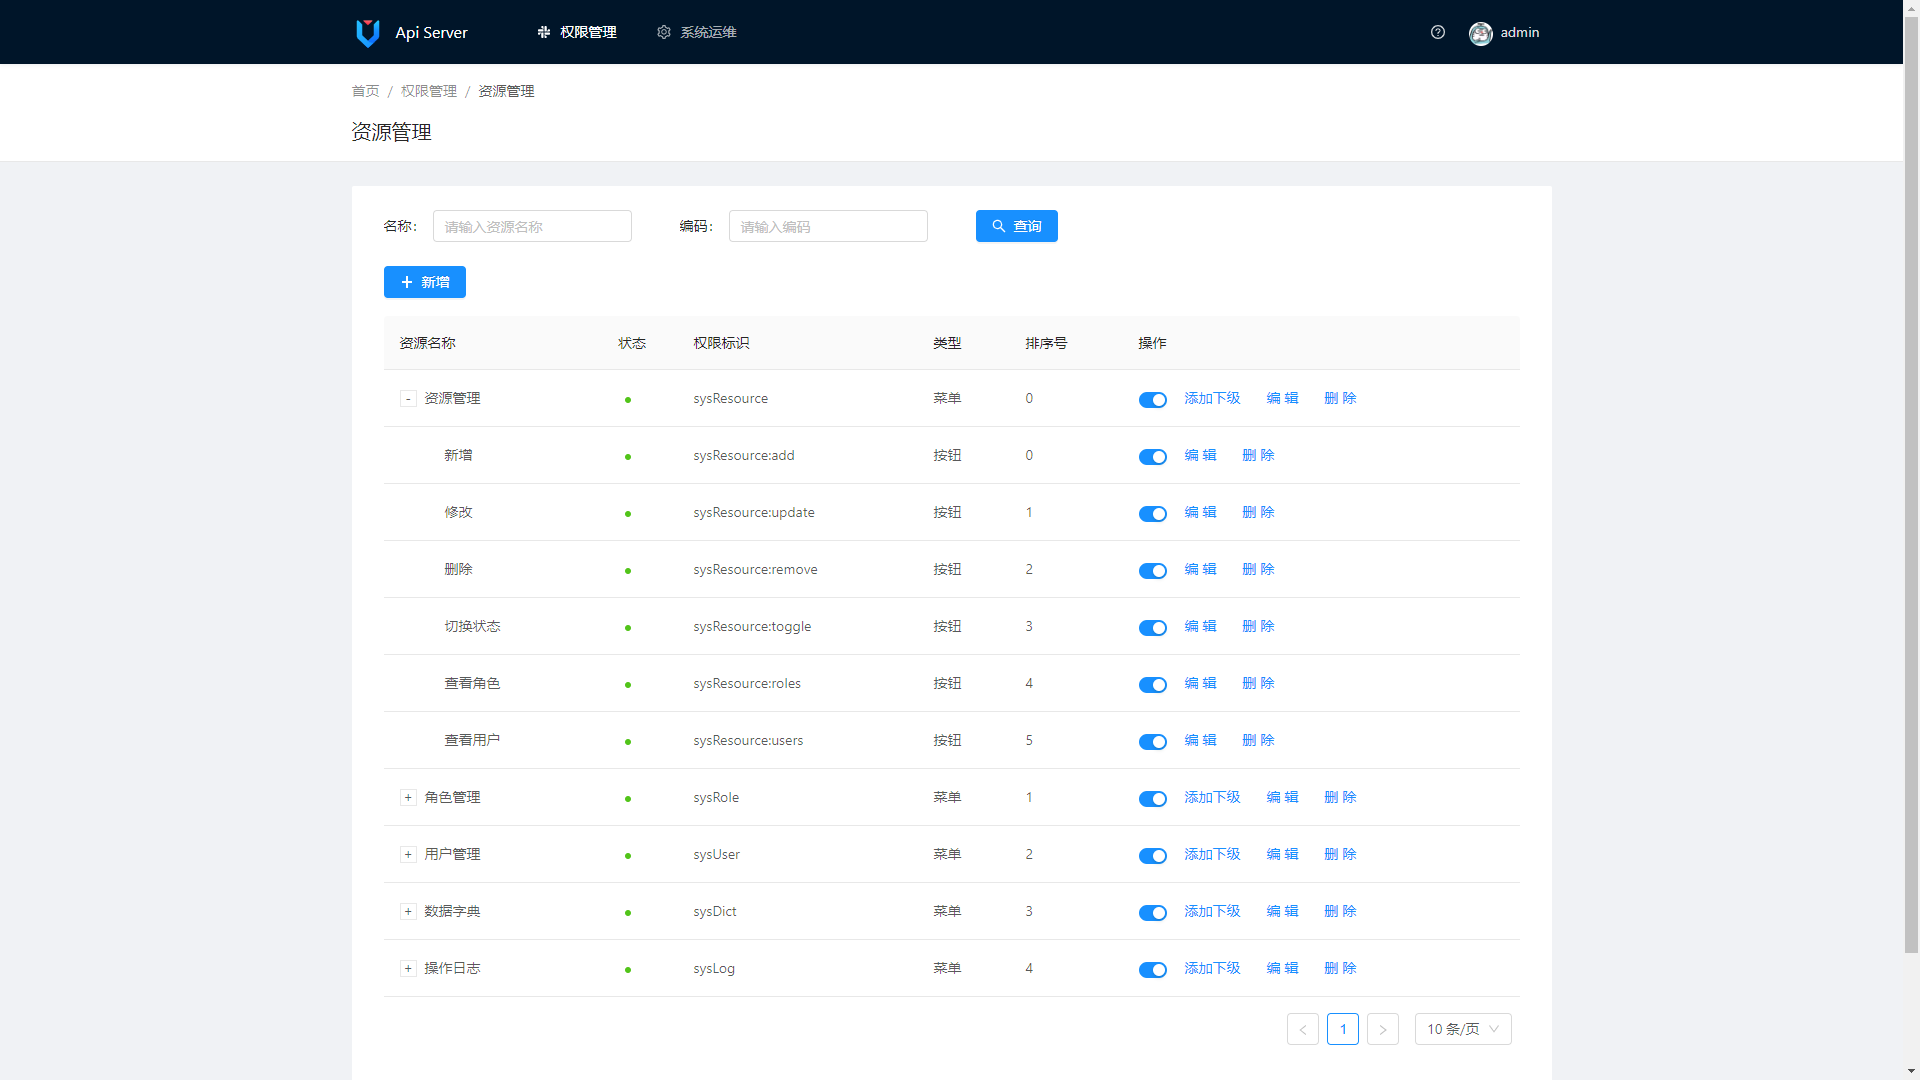 Api Server 权限管理 系统运维 admin
首页 / 权限管理 / 资源管理
资源管理
名称: 请输入资源名称 编码: 请输入编码 查询
+ 新增
资源名称 状态 权限标识 类型 排序号 操作
- 资源管理 sysResource 菜单 0 添加下级 编 辑 删 除
新增 sysResource:add 按钮 0 编 辑 删 除
修改 sysResource:update 按钮 1 编 辑 删 除
删除 sysResource:remove 按钮 2 编 辑 删 除
切换状态 sysResource:toggle 按钮 3 编 辑 删 除
查看角色 sysResource:roles 按钮 4 编 辑 删 除
查看用户 sysResource:users 按钮 5 编 辑 删 除
+ 角色管理 sysRole 菜单 1 添加下级 编 辑 删 除
+ 用户管理 sysUser 菜单 2 添加下级 编 辑 删 除
+ 数据字典 sysDict 菜单 3 添加下级 编 辑 删 除
+ 操作日志 sysLog 菜单 4 添加下级 编 辑 删 除
< 1 > 10 条/页